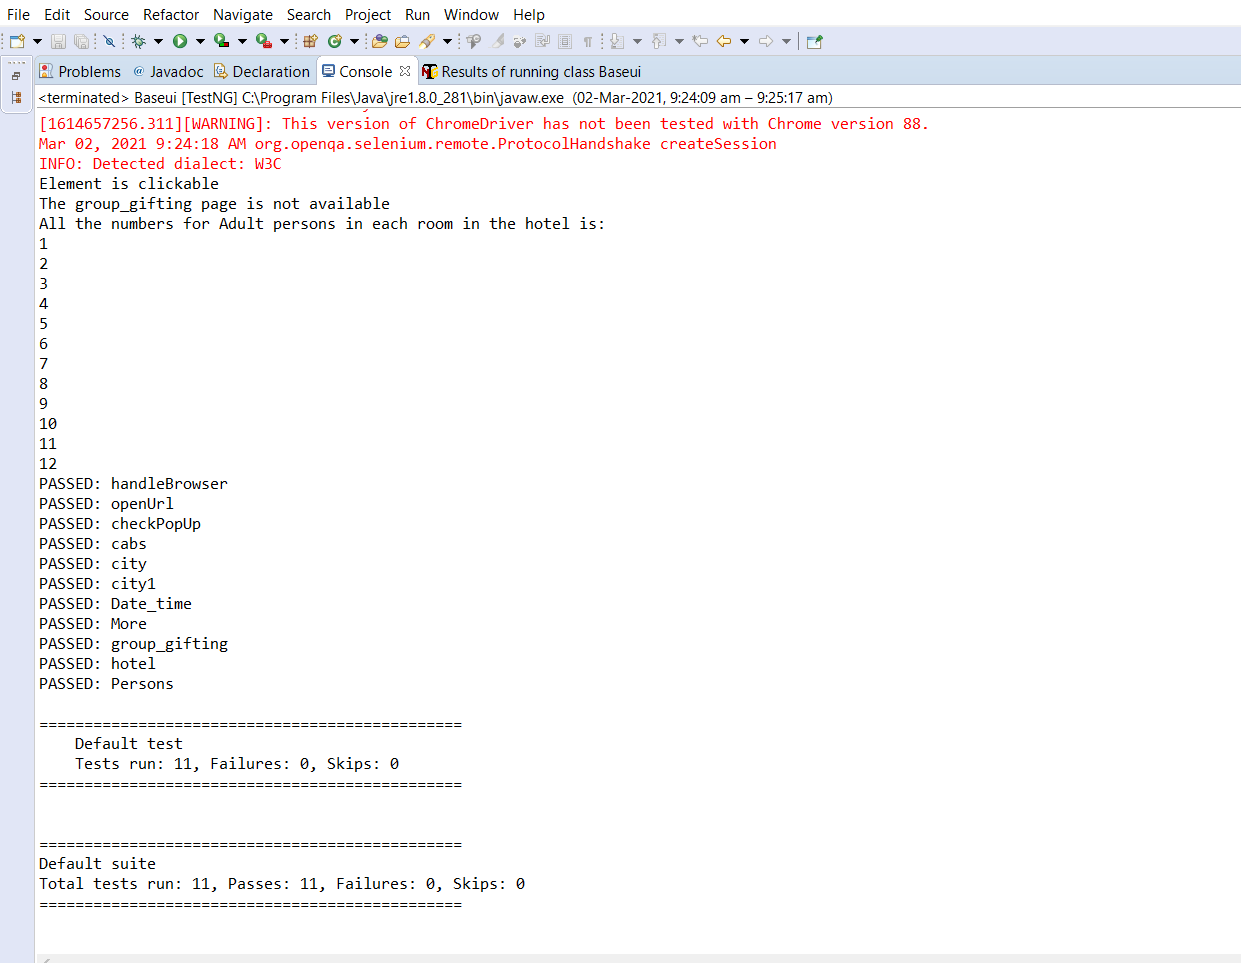 File Edit Source Refactor Navigate Search Project Run Window Help
Problems @ Javadoc Declaration Console Results of running class Baseui
<terminated> Baseui [TestNG] C:\Program Files\Java\jre1.8.0_281\bin\javaw.exe (02-Mar-2021, 9:24:09 am – 9:25:17 am)
[1614657256.311][WARNING]: This version of ChromeDriver has not been tested with Chrome version 88.
Mar 02, 2021 9:24:18 AM org.openqa.selenium.remote.ProtocolHandshake createSession
INFO: Detected dialect: W3C
Element is clickable
The group_gifting page is not available
All the numbers for Adult persons in each room in the hotel is:
1
2
3
4
5
6
7
8
9
10
11
12
PASSED: handleBrowser
PASSED: openUrl
PASSED: checkPopUp
PASSED: cabs
PASSED: city
PASSED: city1
PASSED: Date_time
PASSED: More
PASSED: group_gifting
PASSED: hotel
PASSED: Persons
===============================================
Default test
Tests run: 11, Failures: 0, Skips: 0
===============================================
===============================================
Default suite
Total tests run: 11, Passes: 11, Failures: 0, Skips: 0
===============================================